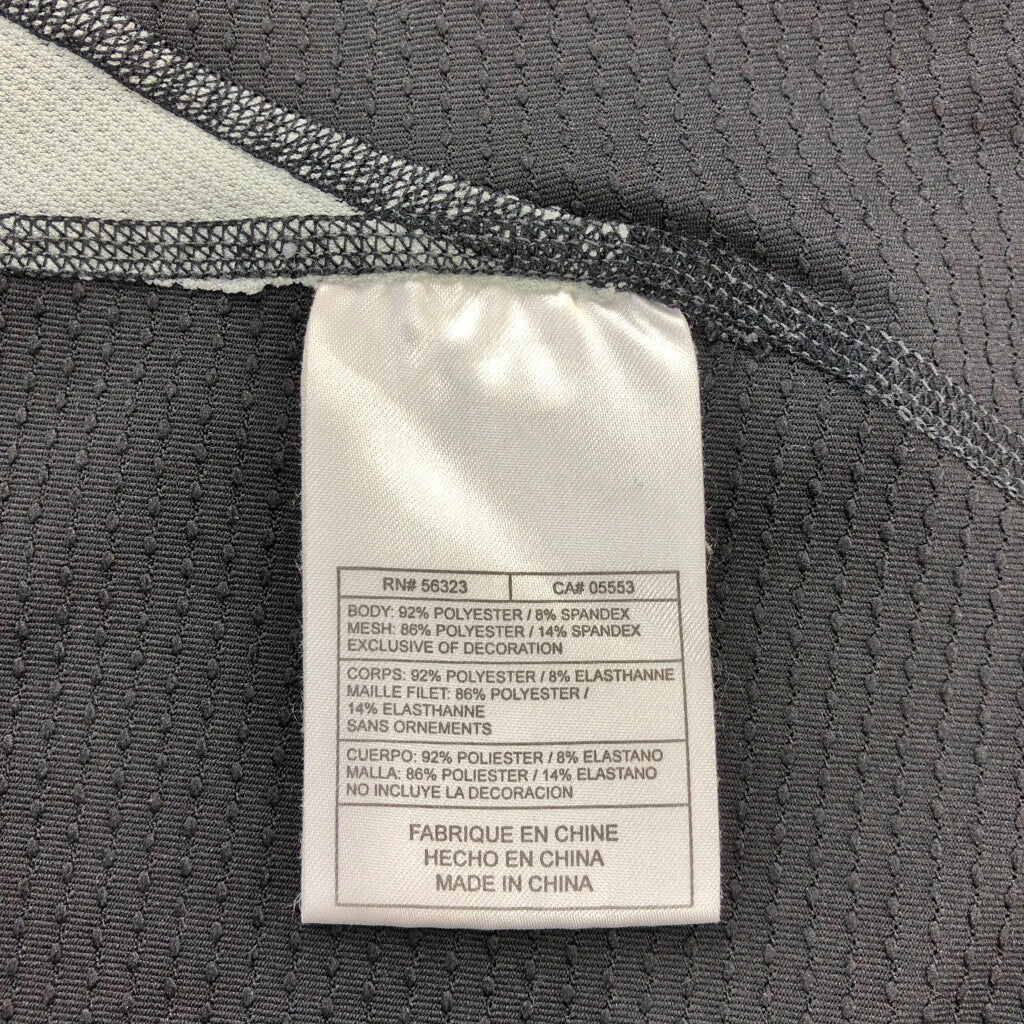 RN# 56323 CA# 05553
BODY: 92% POLYESTER / 8% SPANDEX
MESH: 86% POLYESTER / 14% SPANDEX
EXCLUSIVE OF DECORATION
CORPS: 92% POLYESTER / 8% ELASTHANNE
MAILLE FILET: 86% POLYESTER /
14% ELASTHANNE
SANS ORNEMENTS
CUERPO: 92% POLIESTER / 8% ELASTANO
MALLA: 86% POLIESTER / 14% ELASTANO
NO INCLUYE LA DECORACION
FABRIQUE EN CHINE
HECHO EN CHINA
MADE IN CHINA